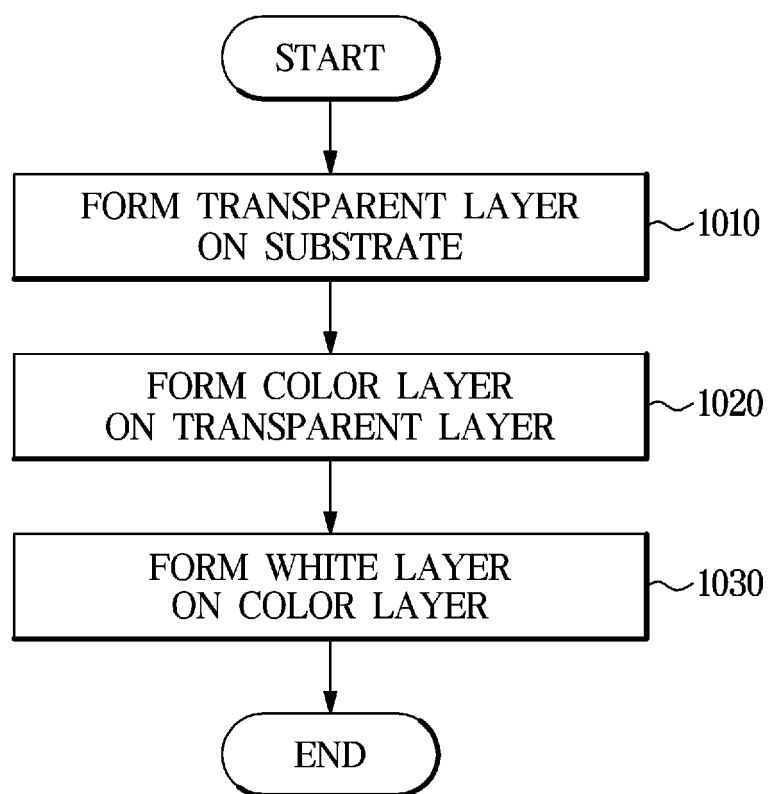 START
FORM TRANSPARENT LAYER
ON SUBSTRATE
1010
FORM COLOR LAYER
ON TRANSPARENT LAYER
1020
FORM WHITE LAYER
ON COLOR LAYER
1030
END